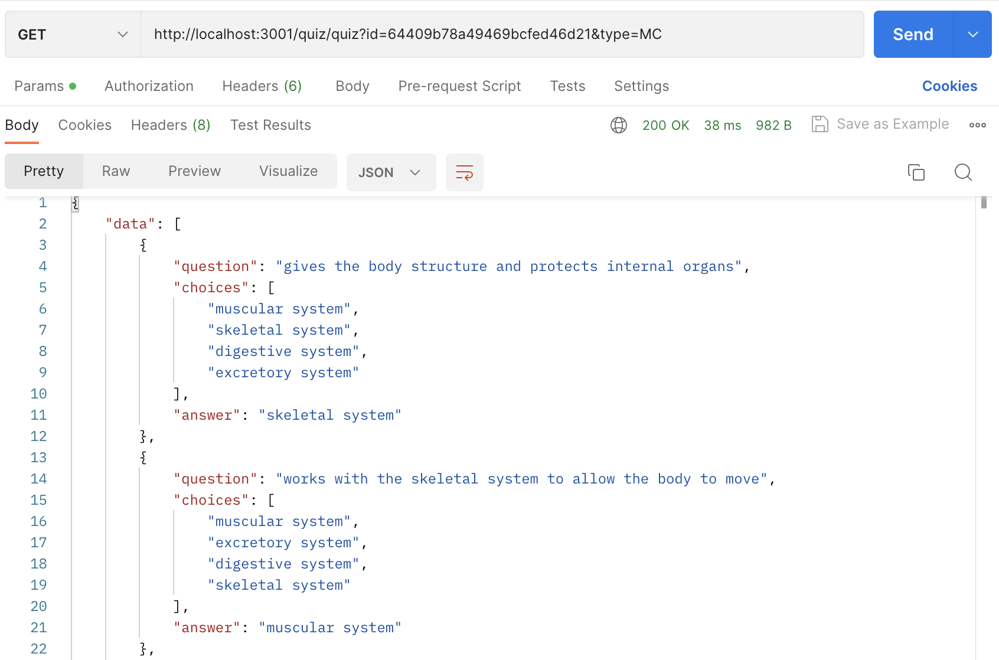 GET http://localhost:3001/quiz/quiz?id=64409b78a49469bcfed46d21&type=MC Send
Params Authorization Headers (6) Body Pre-request Script Tests Settings Cookies
Body Cookies Headers (8) Test Results 200 OK 38 ms 982 B Save as Example
Pretty Raw Preview Visualize JSON
1 {
2 "data": [
3 {
4 "question": "gives the body structure and protects internal organs",
5 "choices": [
6 "muscular system",
7 "skeletal system",
8 "digestive system",
9 "excretory system"
10 ],
11 "answer": "skeletal system"
12 },
13 {
14 "question": "works with the skeletal system to allow the body to move",
15 "choices": [
16 "muscular system",
17 "excretory system",
18 "digestive system",
19 "skeletal system"
20 ],
21 "answer": "muscular system"
22 },